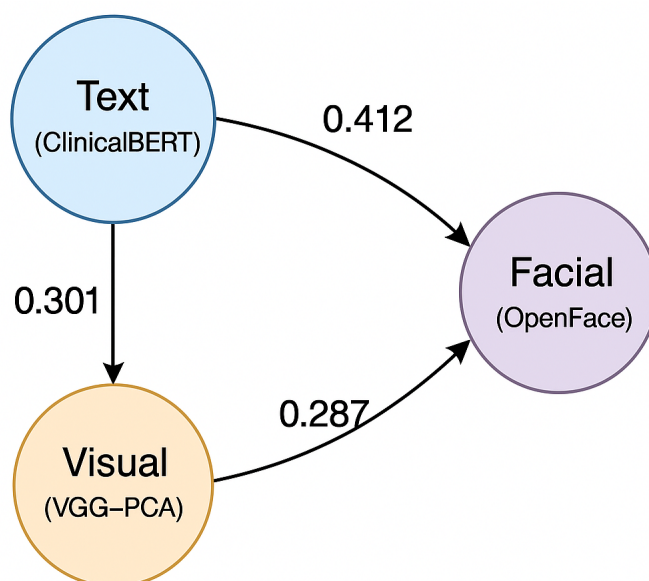 Text
(ClinicalBERT)
0.412
Facial
(OpenFace)
0.301
0.287
Visual
(VGG–PCA)